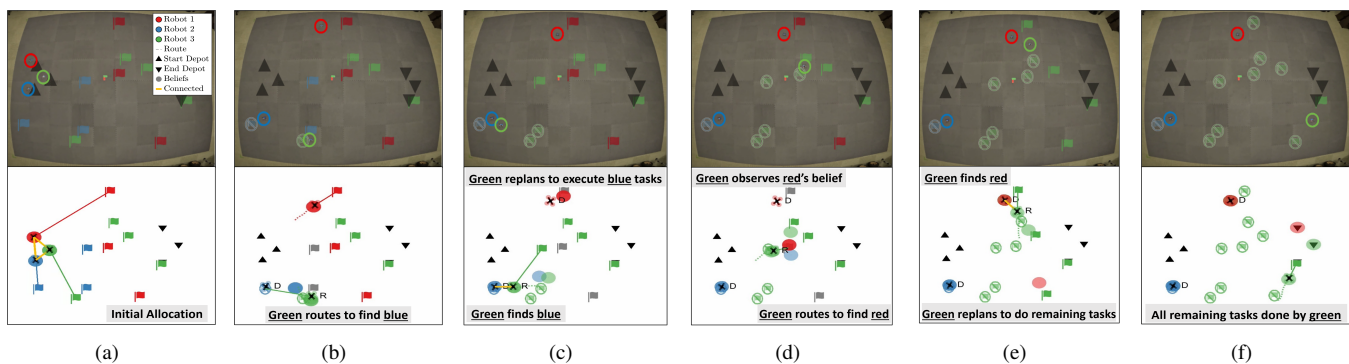 Robot 1
Robot 2
Robot 3
Route
Start Depot
End Depot
Beliefs
Connected
Initial Allocation
D
R
Green routes to find blue
Green replans to execute blue tasks
D
D
R
Green finds blue
Green observes red's belief
D
R
D
Green routes to find red
Green finds red
D
R
D
Green replans to do remaining tasks
D
D
All remaining tasks done by green
(a)
(b)
(c)
(d)
(e)
(f)